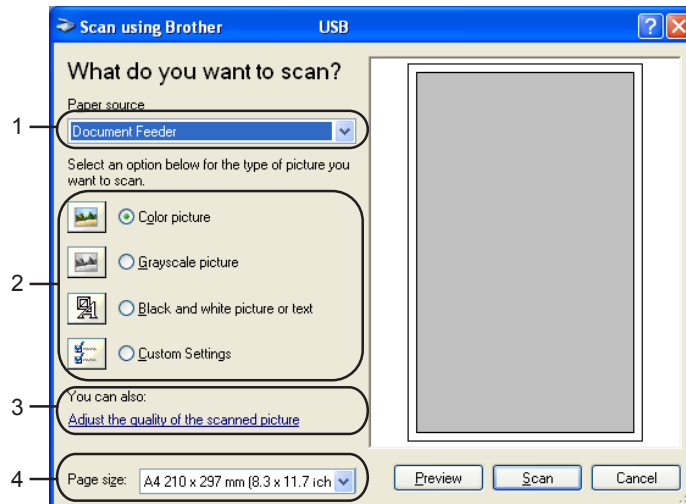 Scan using Brother USB
What do you want to scan?
Paper source
1
Document Feeder
Select an option below for the type of picture you
want to scan.
2
Color picture
Grayscale picture
Black and white picture or text
Custom Settings
3
You can also:
Adjust the quality of the scanned picture
4
Page size: A4 210 x 297 mm (8.3 x 11.7 ich
Preview Scan Cancel